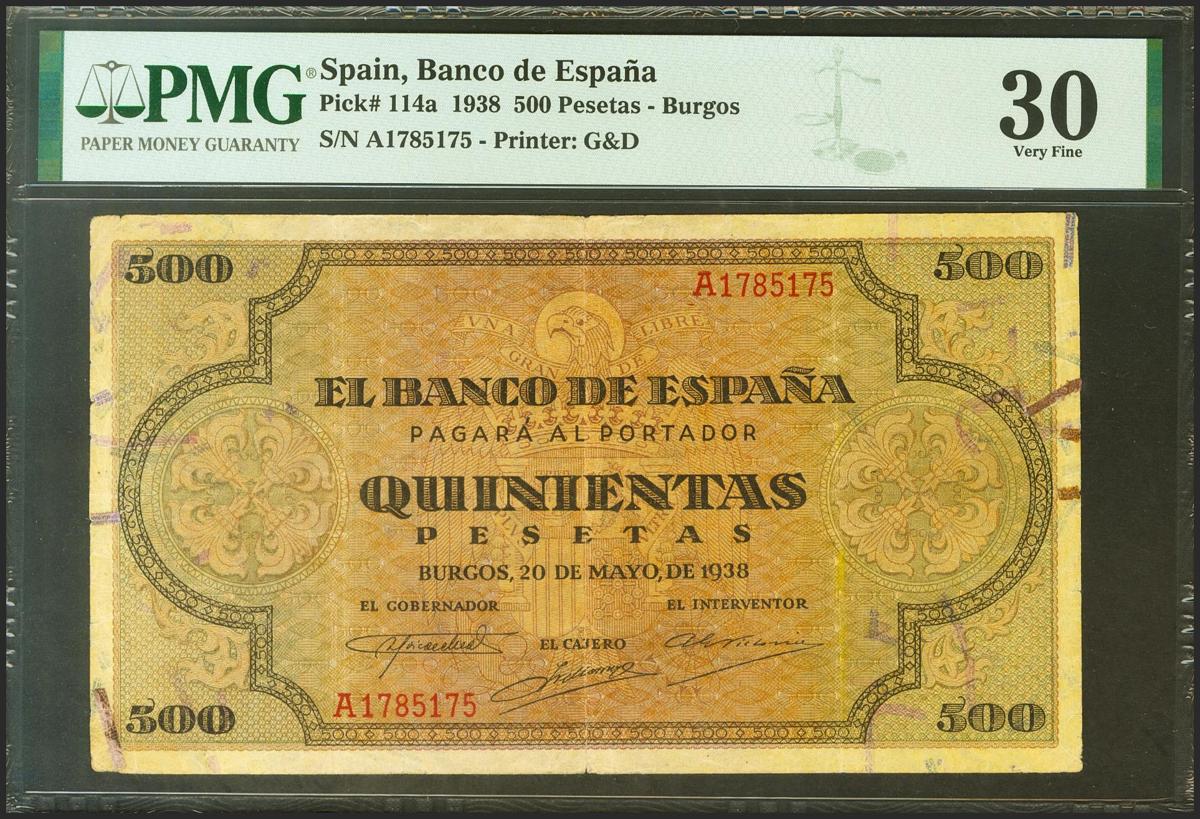 PMG®
PAPER MONEY GUARANTY
Spain, Banco de España
Pick# 114a 1938 500 Pesetas - Burgos
S/N A1785175 - Printer: G&D
30
Very Fine
500
500
A1785175
VNA LIBRE
GRANDE
EL BANCO DE ESPAÑA
PAGARÁ AL PORTADOR
QUINIENTAS
PESETAS
BURGOS, 20 DE MAYO, DE 1938
EL GOBERNADOR
EL INTERVENTOR
EL CAJERO
A1785175
500
500